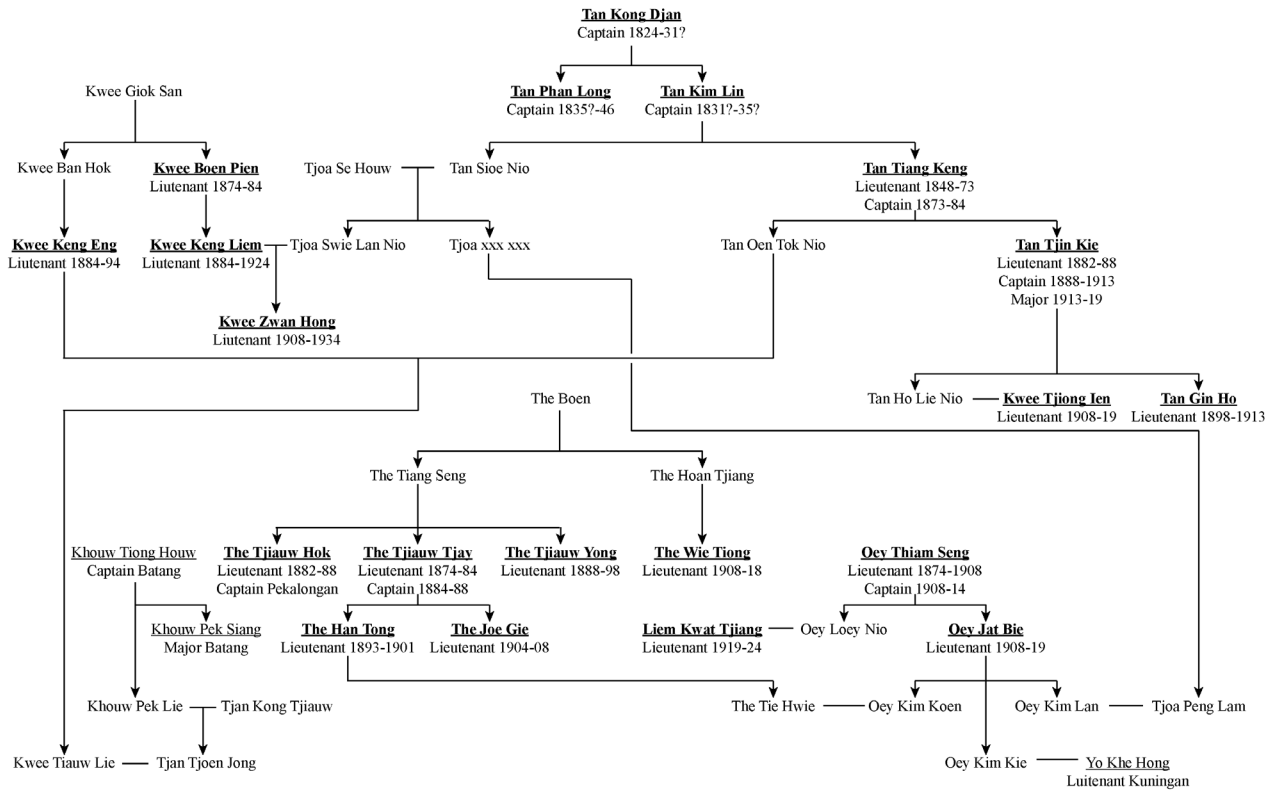 Tan Kong Djan
Captain 1824-31?
Kwee Giok San
Tan Phan Long
Captain 1835?-46
Tan Kim Lin
Captain 1831?-35?
Kwee Ban Hok
Kwee Boen Pien
Liutenant 1874-84
Tjoa Se Houw
Tan Sioe Nio
Tan Tiang Keng
Lieutenant 1848-73
Captain 1873-84
Kwee Keng Eng
Liutenant 1884-94
Kwee Keng Liem
Liutenant 1884-1924
Tjoa Swie Lan Nio
Tjoa xxx xxx
Tan Oen Tok Nio
Tan Tjin Kie
Lieutenant 1882-88
Captain 1888-1913
Major 1913-19
Kwee Zwan Hong
Liutenant 1908-1934
The Boen
Tan Ho Lie Nio
Kwee Tjiong Ien
Lieutenant 1908-19
Tan Gin Ho
Lieutenant 1898-1913
The Tiang Seng
The Hoan Tjiang
Khouw Tiong Houw
Captain Batang
The Tjiauw Hok
Lieutenant 1882-88
Captain Pekalongan
The Tjiauw Tjay
Lieutenant 1874-84
Captain 1884-88
The Tjiauw Yong
Lieutenant 1888-98
The Wie Tiong
Lieutenant 1908-18
Oey Thiam Seng
Lieutenant 1874-1908
Captain 1908-14
Khouw Pek Siang
Major Batang
The Han Tong
Lieutenant 1893-1901
The Joe Gie
Lieutenant 1904-08
Liem Kwat Tjiang
Lieutenant 1919-24
Oey Loey Nio
Oey Jat Bie
Lieutenant 1908-19
Khouw Pek Lie
Tjan Kong Tjiauw
The Tie Hwie
Oey Kim Koen
Oey Kim Lan
Tjoa Peng Lam
Kwee Tiauw Lie
Tjan Tjoen Jong
Oey Kim Kie
Yo Khe Hong
Luitenant Kuningan